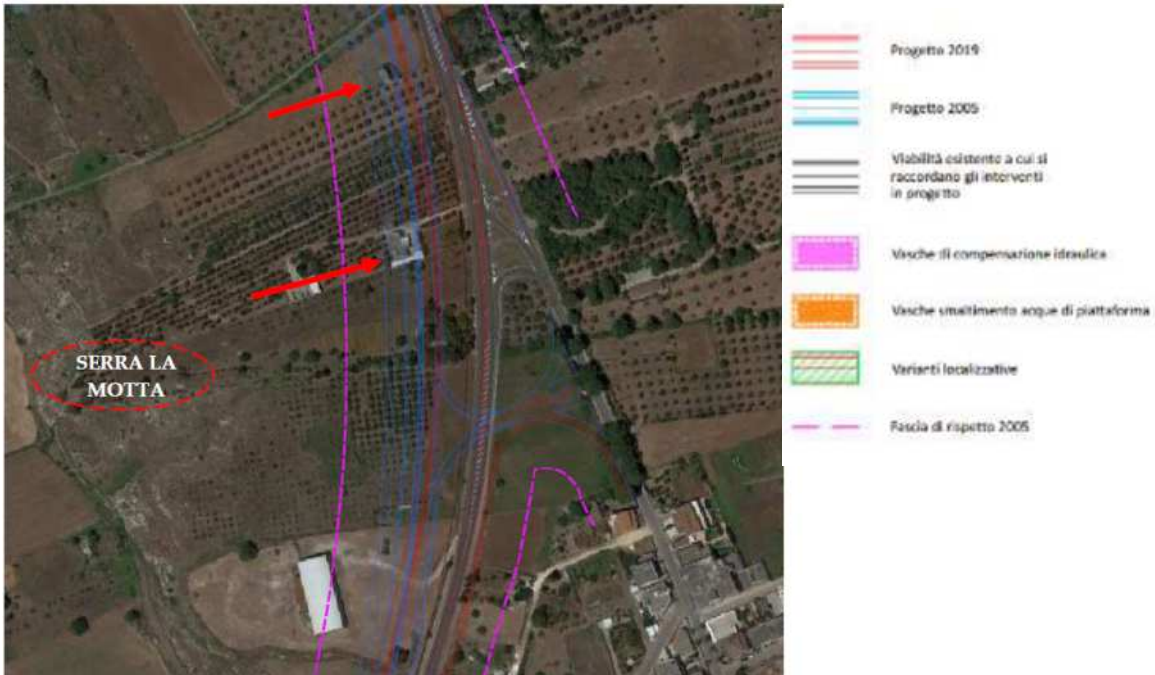 SERRA LA
MOTTA
Progetto 2019
Progetto 2005
Viabilità esistente a cui si
raccordano gli interventi
in progetto
Vasche di compensazione idraulica
Vasche smaltimento acque di piattaforma
Varianti localizzative
Fascia di rispetto 2005